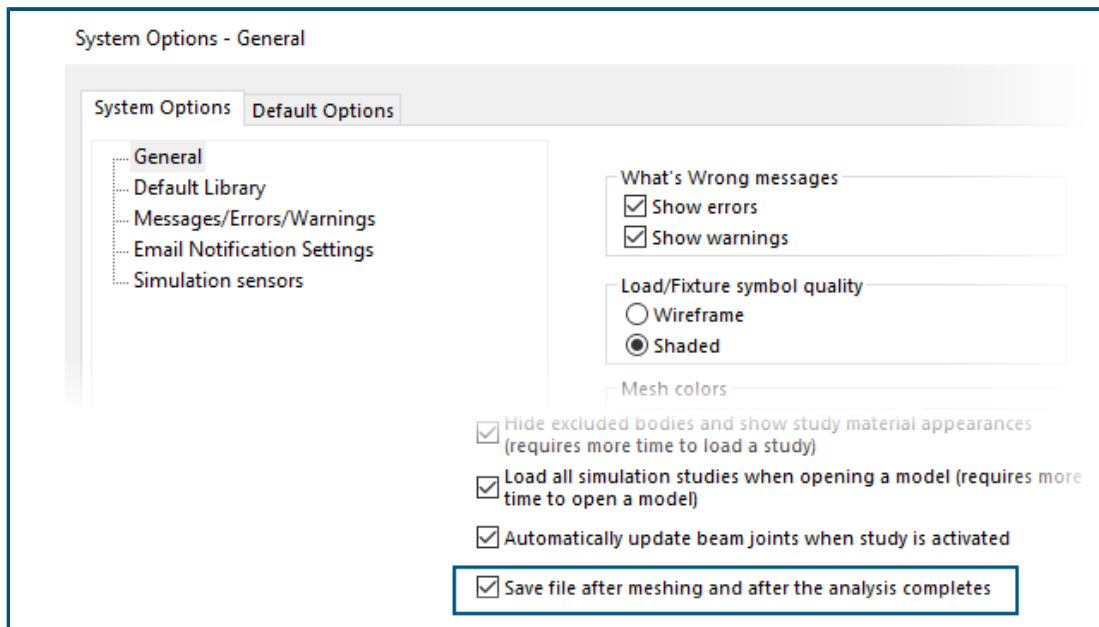 System Options - General
System Options
Default Options
General
Default Library
Messages/Errors/Warnings
Email Notification Settings
Simulation sensors
What's Wrong messages
Show errors
Show warnings
Load/Fixture symbol quality
Wireframe
Shaded
Mesh colors
Hide excluded bodies and show study material appearances
(requires more time to load a study)
Load all simulation studies when opening a model (requires more
time to open a model)
Automatically update beam joints when study is activated
Save file after meshing and after the analysis completes